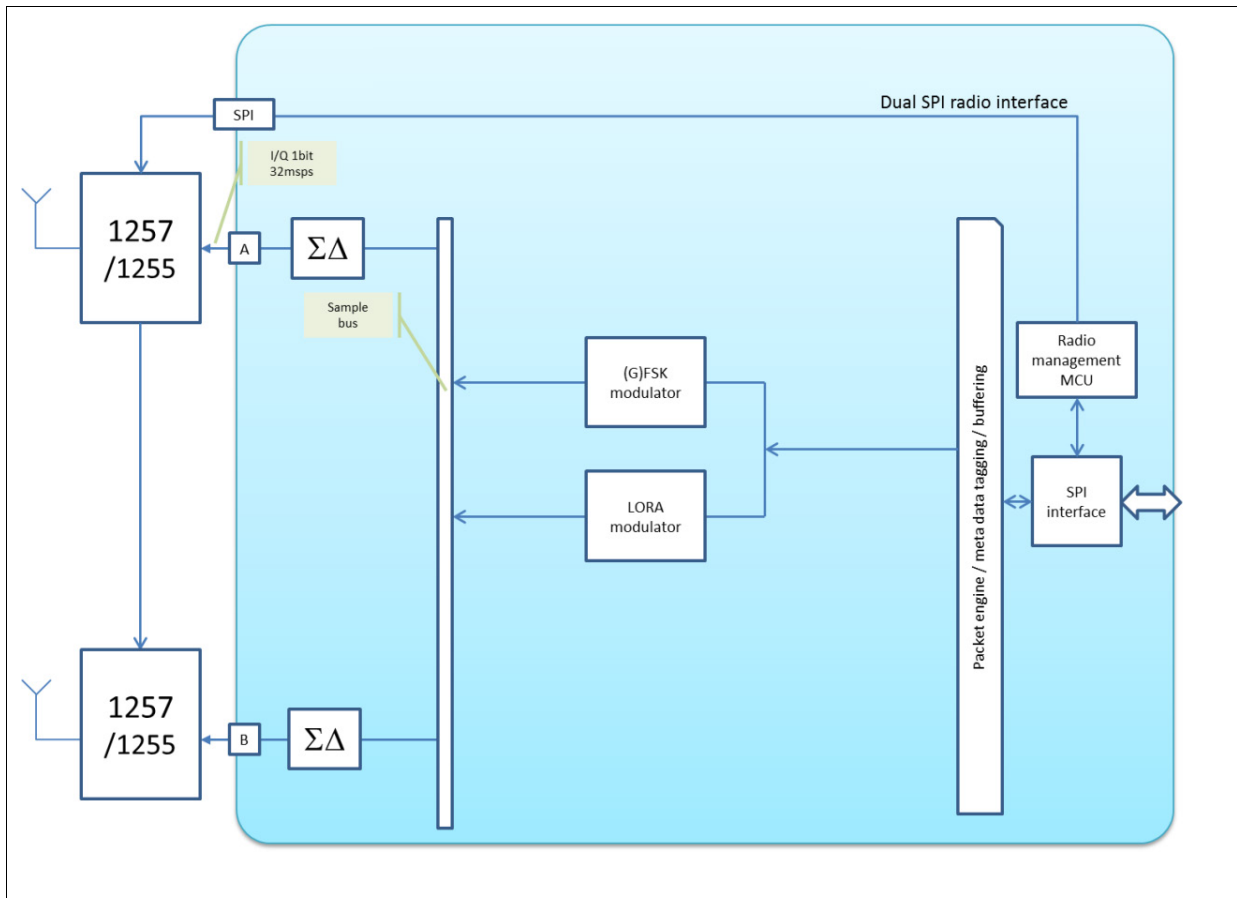 Dual SPI radio interface
SPI
I/Q 1bit
32msps
1257
/1255
A
ΣΔ
Sample
bus
(G)FSK
modulator
LORA
modulator
Packet engine / meta data tagging / buffering
Radio
management
MCU
SPI
interface
1257
/1255
B
ΣΔ